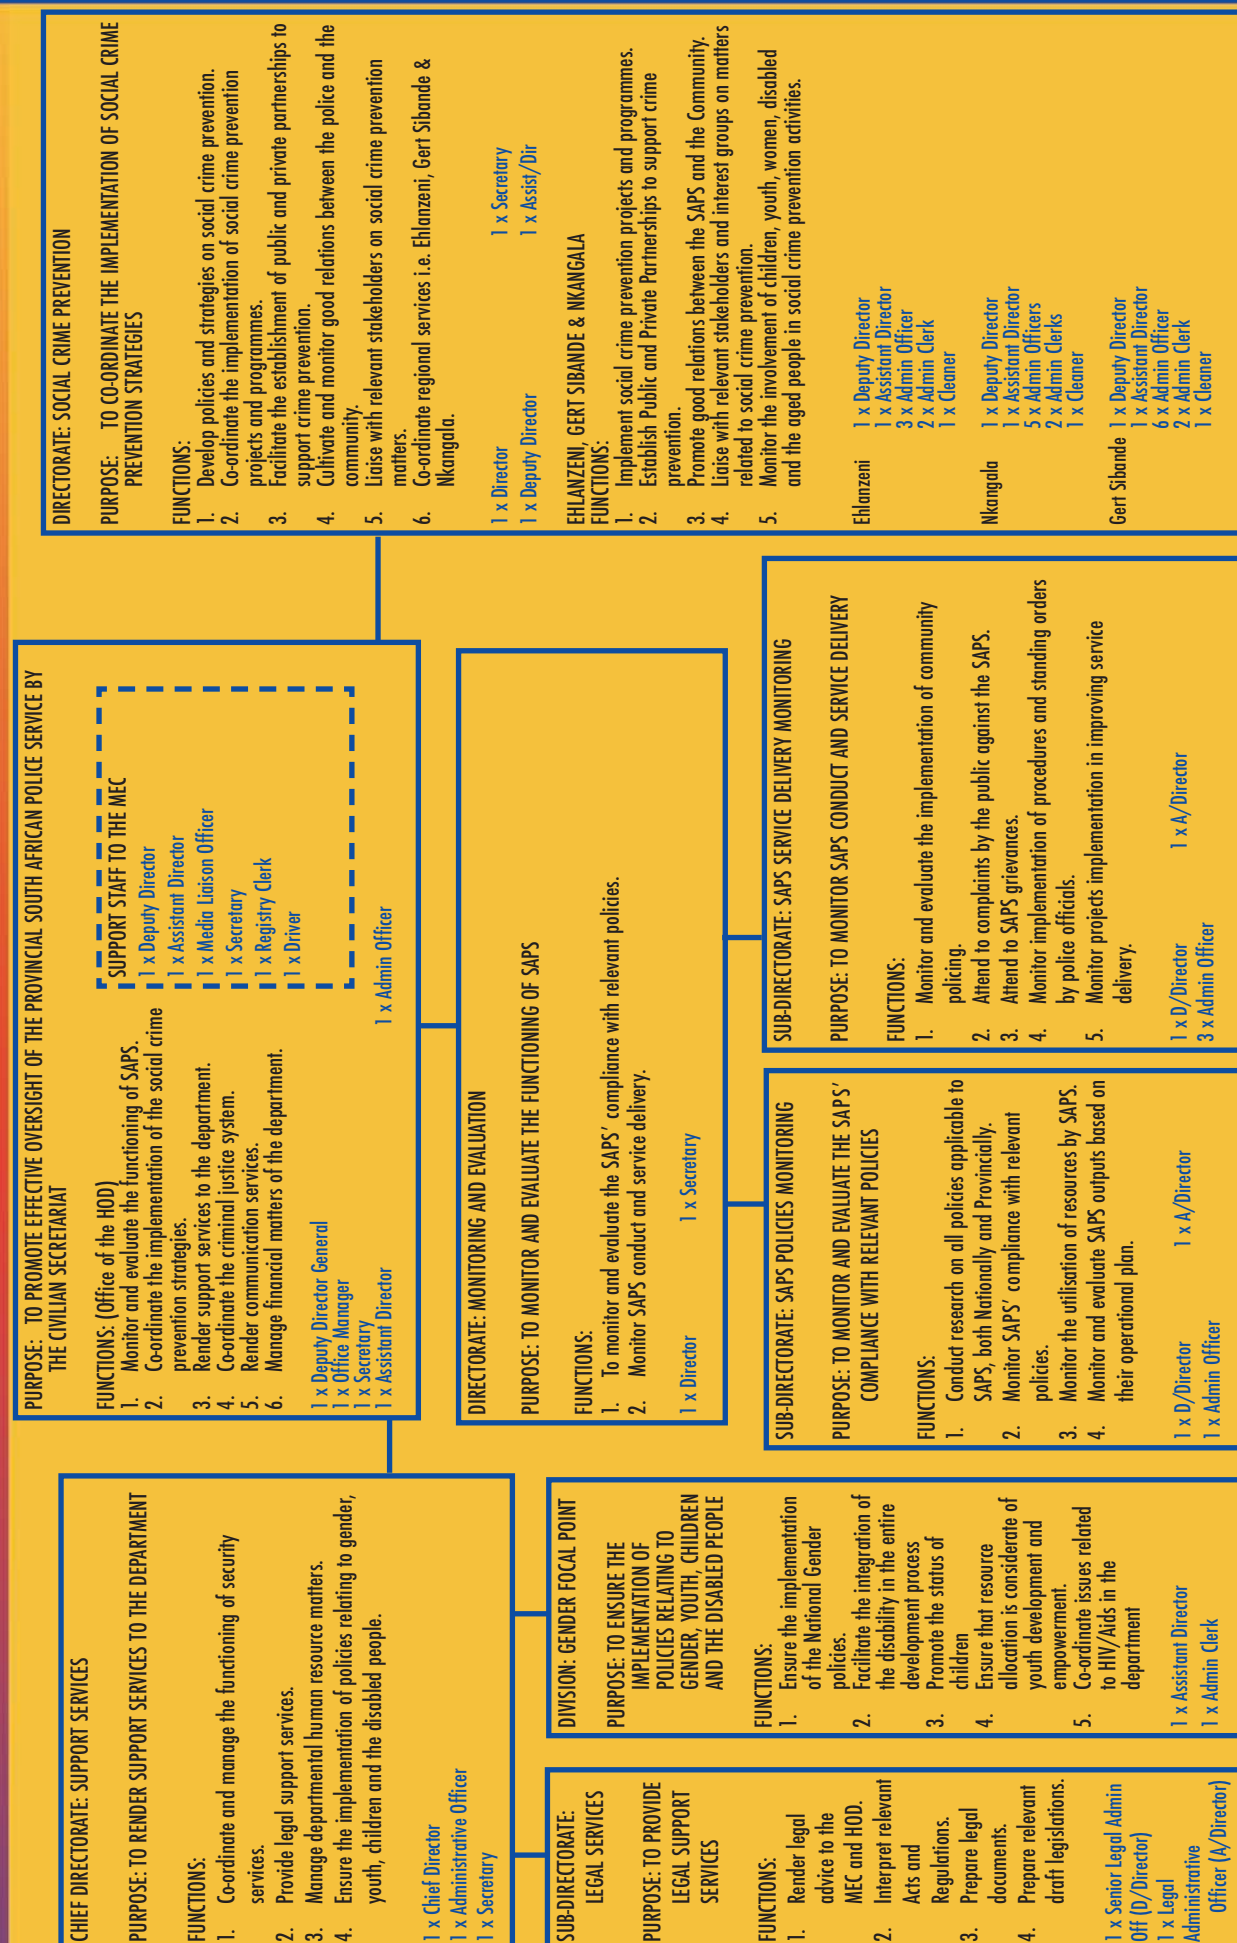 PURPOSE: TO PROMOTE EFFECTIVE OVERSIGHT OF THE PROVINCIAL SOUTH AFRICAN POLICE SERVICE BY
THE CIVILIAN SECRETARIAT
FUNCTIONS: (Office of the HOD)
1. Monitor and evaluate the functioning of SAPS.
2. Co-ordinate the implementation of the social crime
prevention strategies.
3. Render support services to the department.
4. Co-ordinate the criminal justice system.
5. Render communication services.
6. Manage financial matters of the department.
1 x Deputy Director General
1 x Office Manager
1 x Secretary
1 x Assistant Director
1 x Admin Officer
SUPPORT STAFF TO THE MEC
1 x Deputy Director
1 x Assistant Director
1 x Media Liaison Officer
1 x Secretary
1 x Registry Clerk
1 x Driver
CHIEF DIRECTORATE: SUPPORT SERVICES
PURPOSE: TO RENDER SUPPORT SERVICES TO THE DEPARTMENT
FUNCTIONS:
1. Co-ordinate and manage the functioning of security
services.
2. Provide legal support services.
3. Manage departmental human resource matters.
4. Ensure the implementation of policies relating to gender,
youth, children and the disabled people.
1 x Chief Director
1 x Administrative Officer
1 x Secretary
SUB-DIRECTORATE:
LEGAL SERVICES
PURPOSE: TO PROVIDE
LEGAL SUPPORT
SERVICES
FUNCTIONS:
1. Render legal
advice to the
MEC and HOD.
2. Interpret relevant
Acts and
Regulations.
3. Prepare legal
documents.
4. Prepare relevant
draft legislations.
1 x Senior Legal Admin
Off (D/Director)
1 x Legal
Administrative
Officer (A/Director)
DIVISION: GENDER FOCAL POINT
PURPOSE: TO ENSURE THE
IMPLEMENTATION OF
POLICIES RELATING TO
GENDER, YOUTH, CHILDREN
AND THE DISABLED PEOPLE
FUNCTIONS:
1. Ensure the implementation
of the National Gender
policies.
2. Facilitate the integration of
the disability in the entire
development process
3. Promote the status of
children
4. Ensure that resource
allocation is considerate of
youth development and
empowerment.
5. Co-ordinate issues related
to HIV/Aids in the
department
1 x Assistant Director
1 x Admin Clerk
DIRECTORATE: MONITORING AND EVALUATION
PURPOSE: TO MONITOR AND EVALUATE THE FUNCTIONING OF SAPS
FUNCTIONS:
1. To monitor and evaluate the SAPS' compliance with relevant policies.
2. Monitor SAPS conduct and service delivery.
1 x Director 1 x Secretary
SUB-DIRECTORATE: SAPS POLICIES MONITORING
PURPOSE: TO MONITOR AND EVALUATE THE SAPS'
COMPLIANCE WITH RELEVANT POLICIES
FUNCTIONS:
1. Conduct research on all policies applicable to
SAPS, both Nationally and Provincially.
2. Monitor SAPS' compliance with relevant
policies.
3. Monitor the utilisation of resources by SAPS.
4. Monitor and evaluate SAPS outputs based on
their operational plan.
1 x D/Director 1 x A/Director
1 x Admin Officer
SUB-DIRECTORATE: SAPS SERVICE DELIVERY MONITORING
PURPOSE: TO MONITOR SAPS CONDUCT AND SERVICE DELIVERY
FUNCTIONS:
1. Monitor and evaluate the implementation of community
policing.
2. Attend to complaints by the public against the SAPS.
3. Attend to SAPS grievances.
4. Monitor implementation of procedures and standing orders
by police officials.
5. Monitor projects implementation in improving service
delivery.
1 x D/Director 1 x A/Director
3 x Admin Officer
DIRECTORATE: SOCIAL CRIME PREVENTION
PURPOSE: TO CO-ORDINATE THE IMPLEMENTATION OF SOCIAL CRIME
PREVENTION STRATEGIES
FUNCTIONS:
1. Develop policies and strategies on social crime prevention.
2. Co-ordinate the implementation of social crime prevention
projects and programmes.
3. Facilitate the establishment of public and private partnerships to
support crime prevention.
4. Cultivate and monitor good relations between the police and the
community.
5. Liaise with relevant stakeholders on social crime prevention
matters.
6. Co-ordinate regional services i.e. Ehlanzeni, Gert Sibande &
Nkangala.
1 x Director 1 x Secretary
1 x Deputy Director 1 x Assist/Dir
EHLANZENI, GERT SIBANDE & NKANGALA
FUNCTIONS:
1. Implement social crime prevention projects and programmes.
2. Establish Public and Private Partnerships to support crime
prevention.
3. Promote good relations between the SAPS and the Community.
4. Liaise with relevant stakeholders and interest groups on matters
related to social crime prevention.
5. Monitor the involvement of children, youth, women, disabled
and the aged people in social crime prevention activities.
Ehlanzeni 1 x Deputy Director
1 x Assistant Director
3 x Admin Officer
2 x Admin Clerk
1 x Cleaner
Nkangala 1 x Deputy Director
1 x Assistant Director
5 x Admin Officers
2 x Admin Clerks
1 x Cleaner
Gert Sibande 1 x Deputy Director
1 x Assistant Director
6 x Admin Officer
2 x Admin Clerk
1 x Cleaner